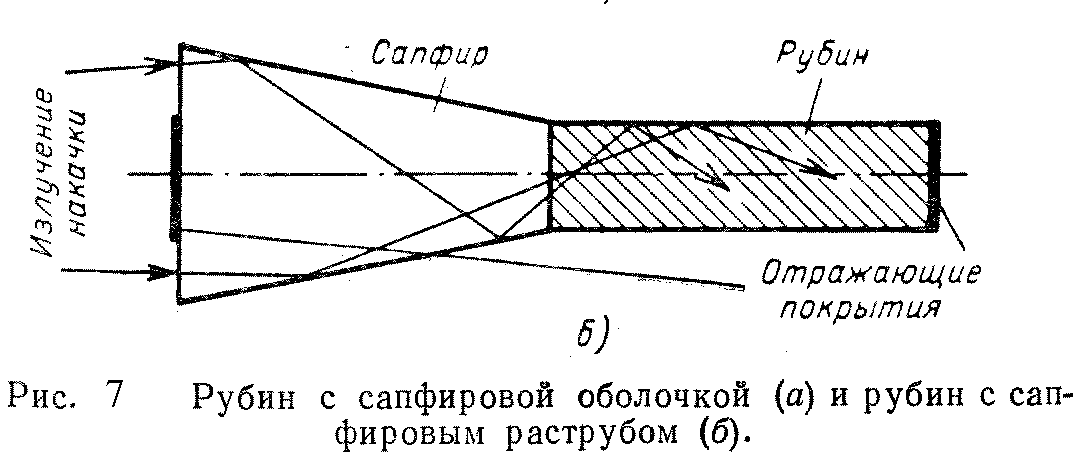 Сапфир
Рубин
Излучение
накачки
Отражающие
покрытия
б)
Рис. 7 Рубин с сапфировой оболочкой (а) и рубин с сап-
фировым раструбом (б).